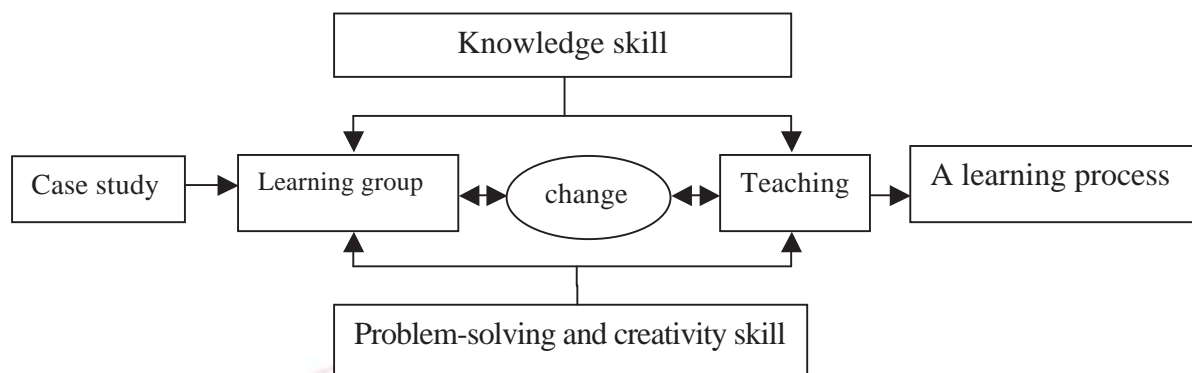 Knowledge skill
Case study
Learning group
change
Teaching
A learning process
Problem-solving and creativity skill